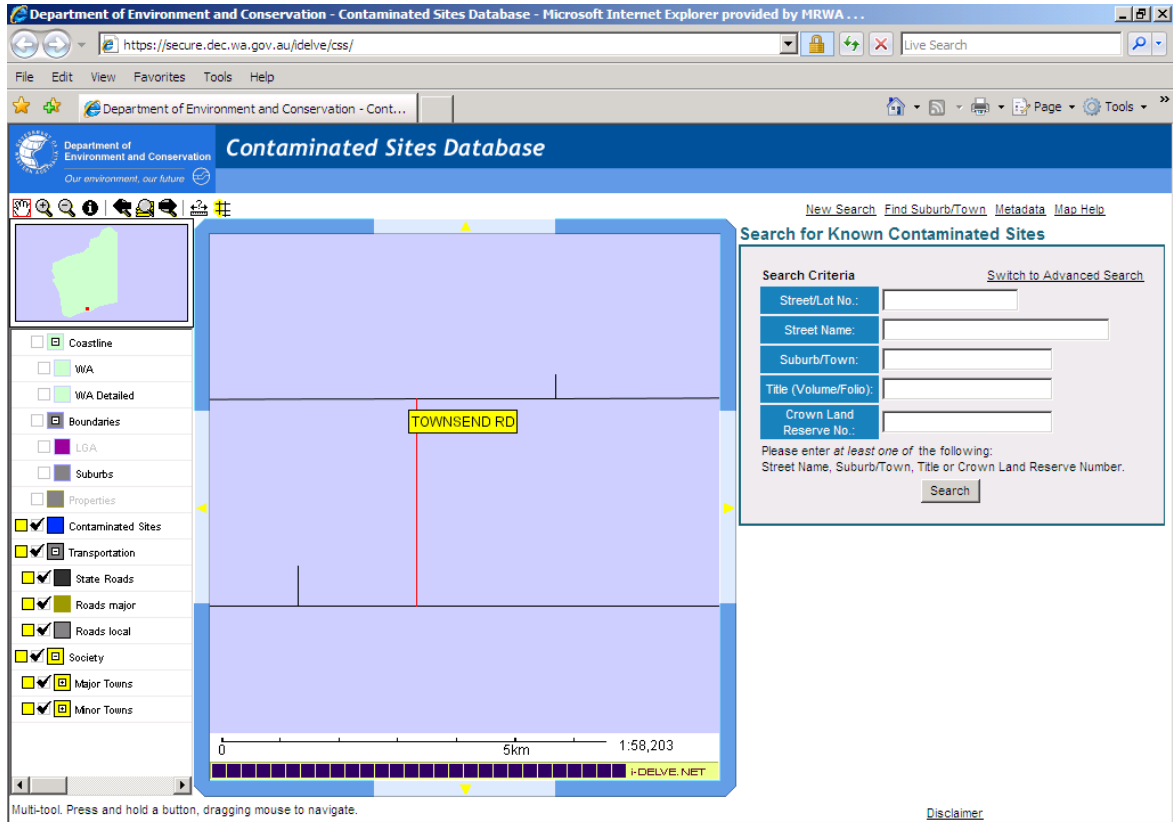 Department of Environment and Conservation - Contaminated Sites Database - Microsoft Internet Explorer provided by MRWA . . .
https://secure.dec.wa.gov.au/idelve/css/
Live Search
File Edit View Favorites Tools Help
Department of Environment and Conservation - Cont...
Page Tools »
Department of
Environment and Conservation
Our environment, our future
Contaminated Sites Database
New Search Find Suburb/Town Metadata Map Help
Search for Known Contaminated Sites
Search Criteria Switch to Advanced Search
Street/Lot No.:
Street Name:
Suburb/Town:
Title (Volume/Folio):
Crown Land
Reserve No.:
Please enter at least one of the following:
Street Name, Suburb/Town, Title or Crown Land Reserve Number.
Search
Coastline
WA
WA Detailed
Boundaries
LGA
Suburbs
Properties
Contaminated Sites
Transportation
State Roads
Roads major
Roads local
Society
Major Towns
Minor Towns
TOWNSEND RD
0 5km 1:58,203
i-DELVE.NET
Multi-tool. Press and hold a button, dragging mouse to navigate.
Disclaimer